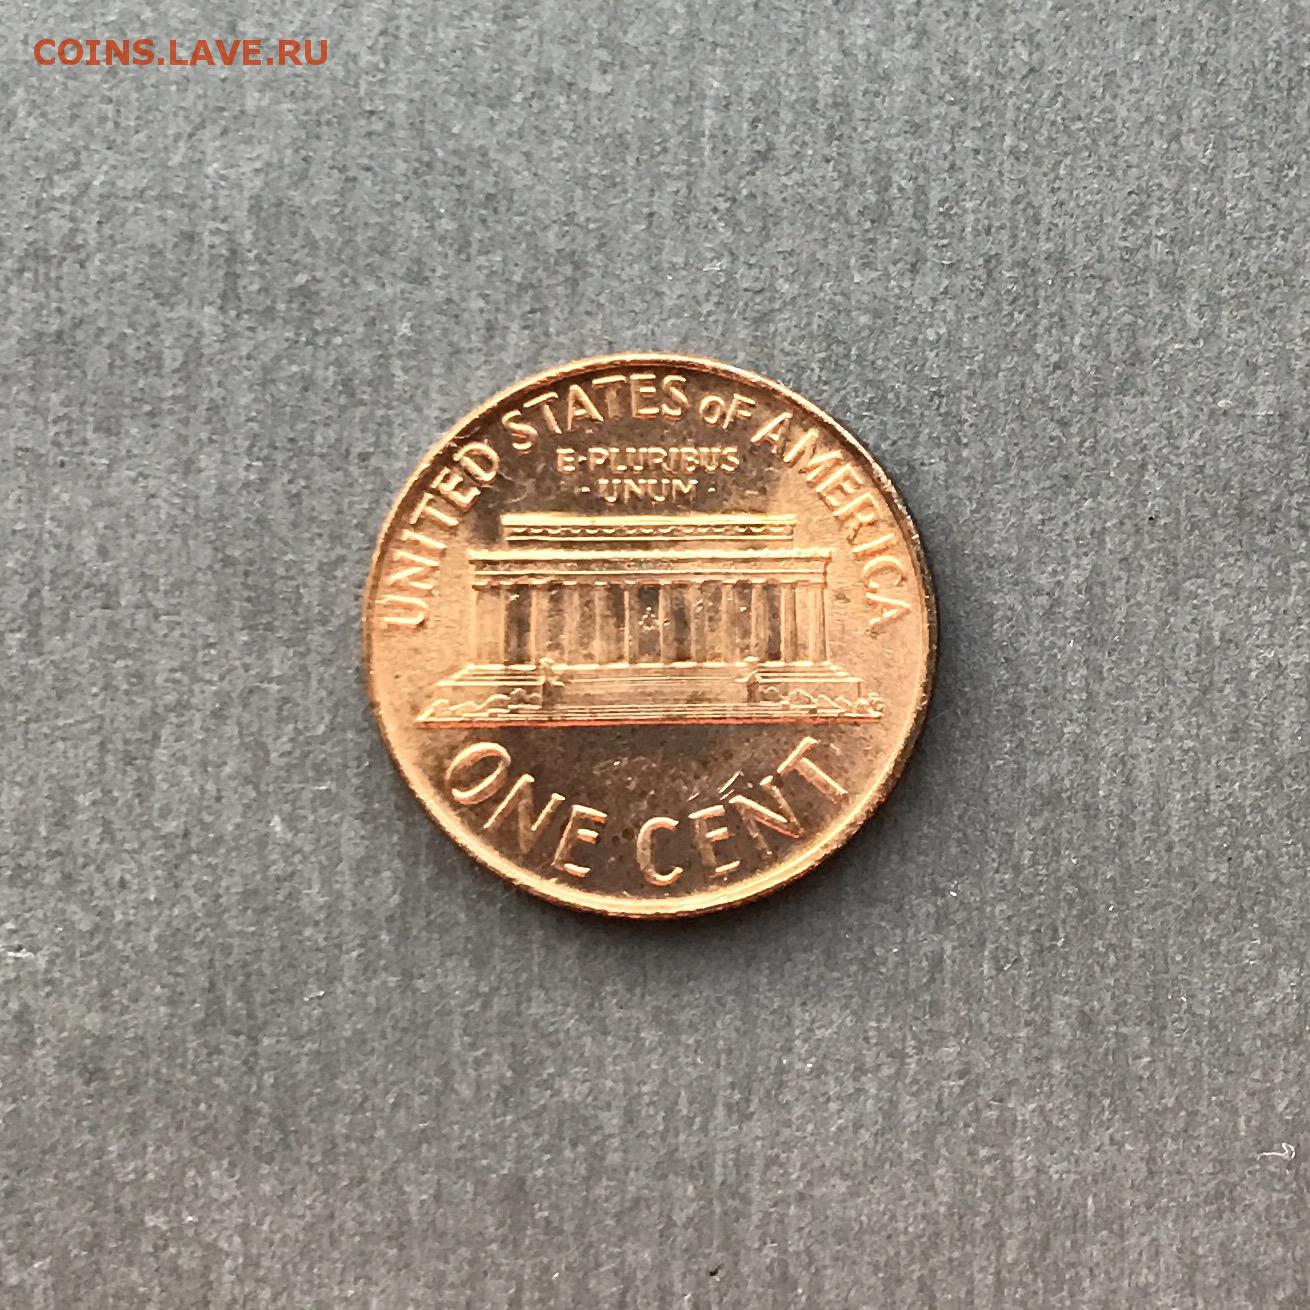 COINS.LAVE.RU
UNITED STATES OF AMERICA
E·PLURIBUS
·UNUM·
ONE CENT